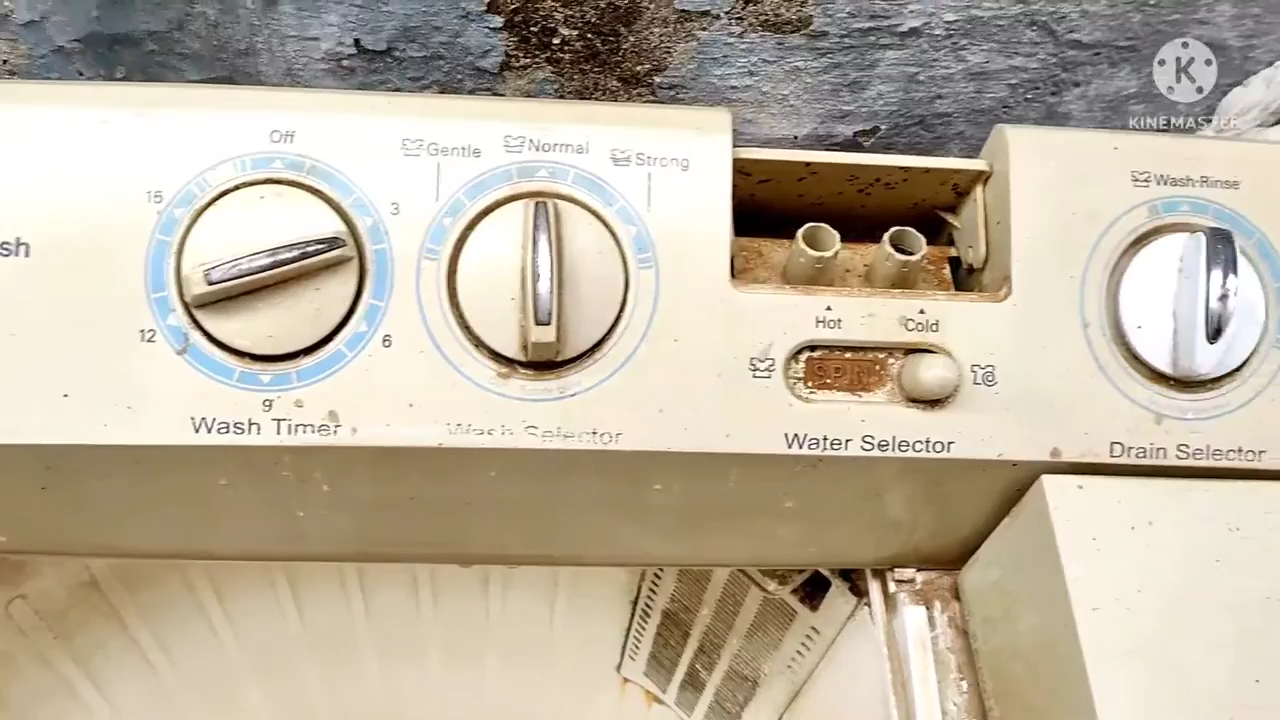 K
KINEMASTER
Off
Gentle
Normal
Strong
Wash-Rinse
15
3
sh
12
6
9
Hot
Cold
SPIN
Wash Timer
Wash Selector
Water Selector
Drain Selector